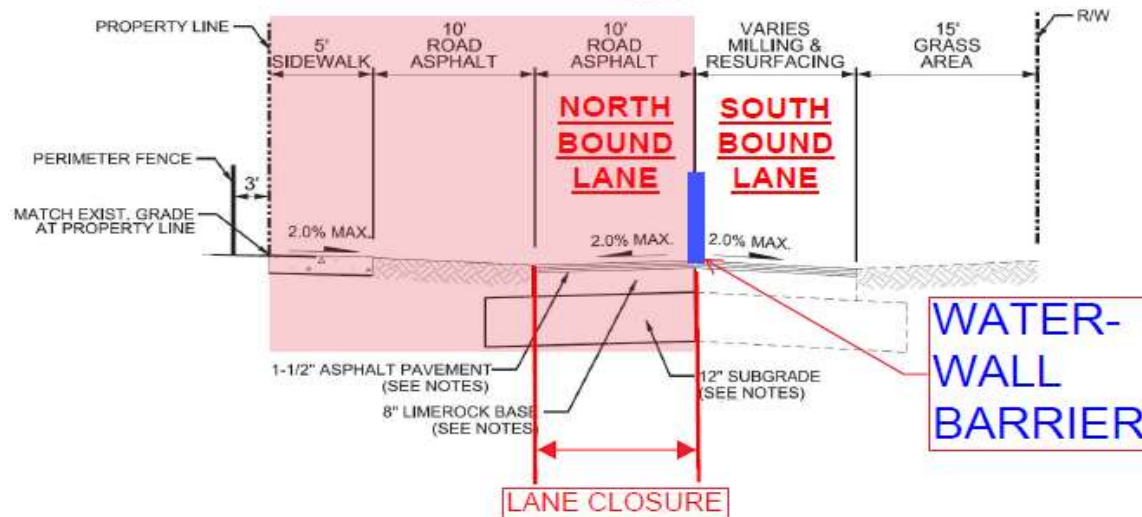 PROPERTY LINE
5'
SIDEWALK
10'
ROAD
ASPHALT
10'
ROAD
ASPHALT
VARIES
MILLING &
RESURFACING
15'
GRASS
AREA
R/W
NORTH
BOUND
LANE
SOUTH
BOUND
LANE
PERIMETER FENCE
3'
MATCH EXIST. GRADE
AT PROPERTY LINE
2.0% MAX.
2.0% MAX.
2.0% MAX.
WATER-
WALL
BARRIER
1-1/2" ASPHALT PAVEMENT
(SEE NOTES)
8" LIMEROCK BASE
(SEE NOTES)
12" SUBGRADE
(SEE NOTES)
LANE CLOSURE